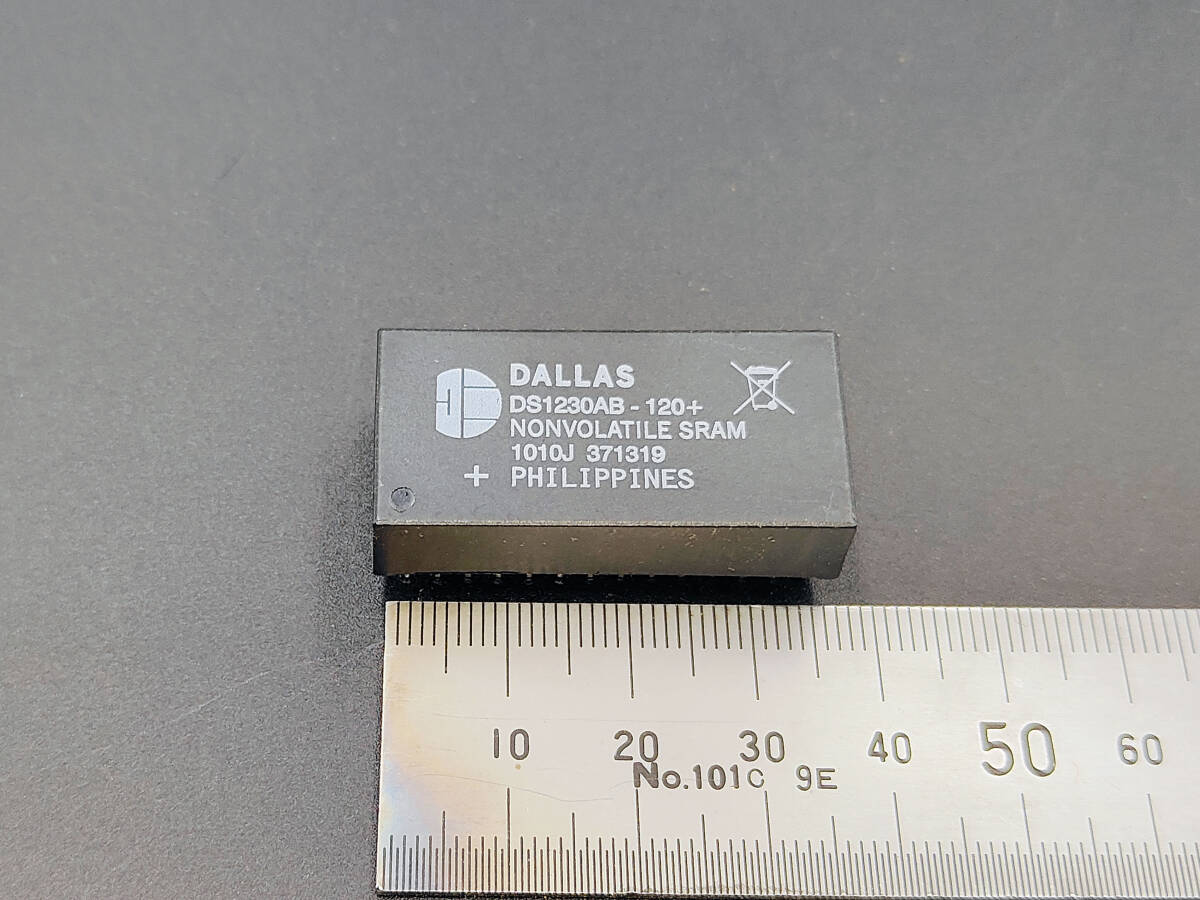 DALLAS
DS1230AB - 120+
NONVOLATILE SRAM
1010J 371319
+ PHILIPPINES
10 20 30 40 50 60
No.101C 9E